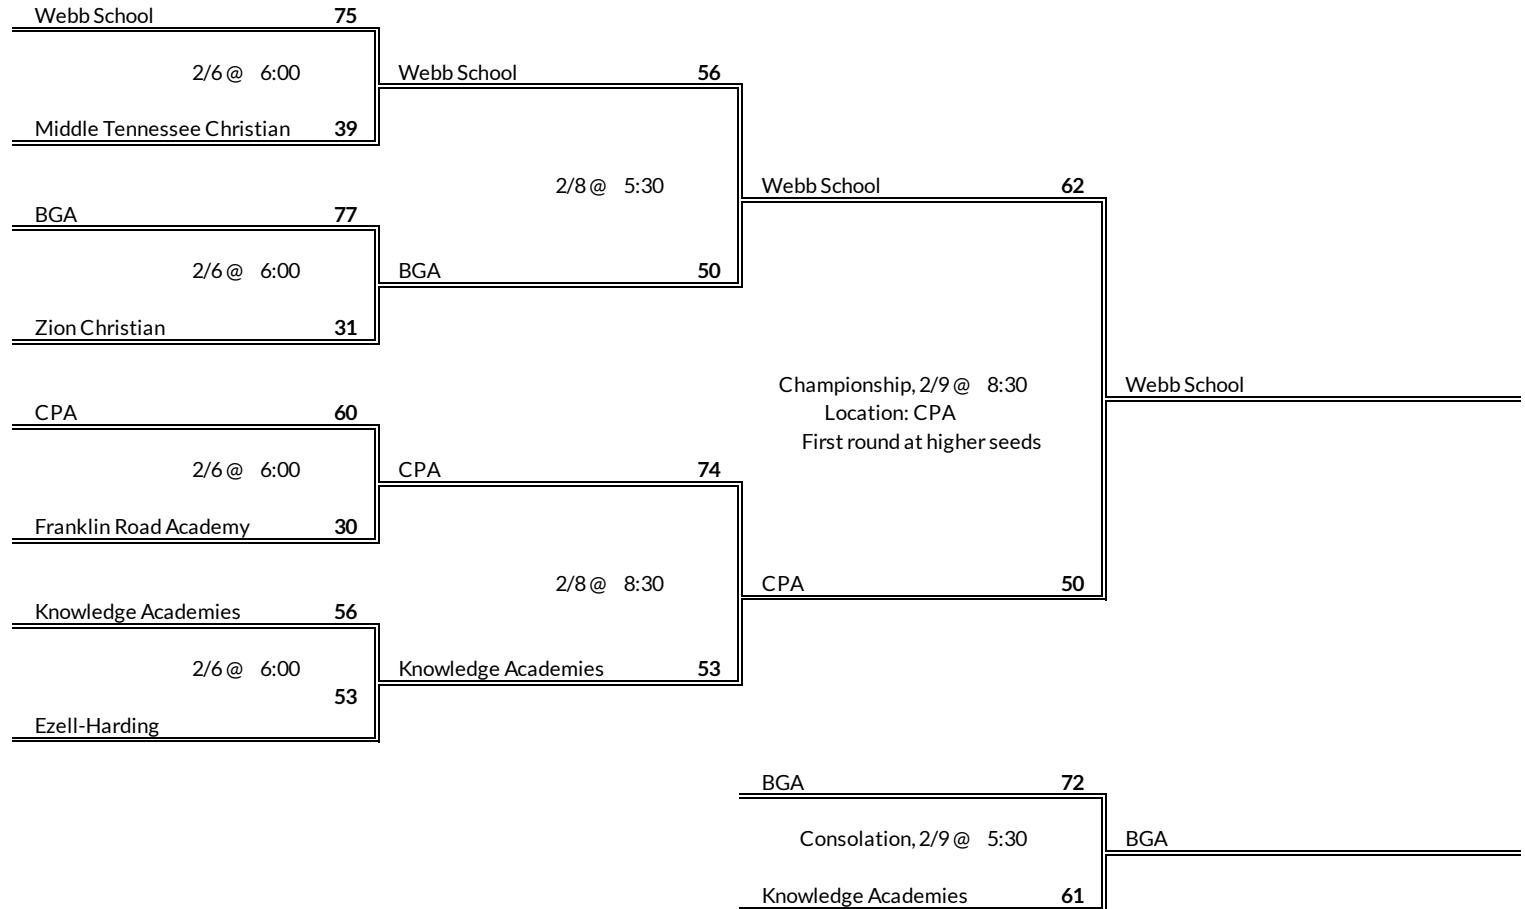 Webb School 75
2/6 @ 6:00
Middle Tennessee Christian 39
BGA 77
2/6 @ 6:00
Zion Christian 31
CPA 60
2/6 @ 6:00
Franklin Road Academy 30
Knowledge Academies 56
2/6 @ 6:00
53
Ezell-Harding
Webb School 56
2/8 @ 5:30
BGA 50
CPA 74
2/8 @ 8:30
Knowledge Academies 53
Webb School 62
Championship, 2/9 @ 8:30
Location: CPA
First round at higher seeds
CPA 50
Webb School
BGA 72
Consolation, 2/9 @ 5:30
Knowledge Academies 61
BGA